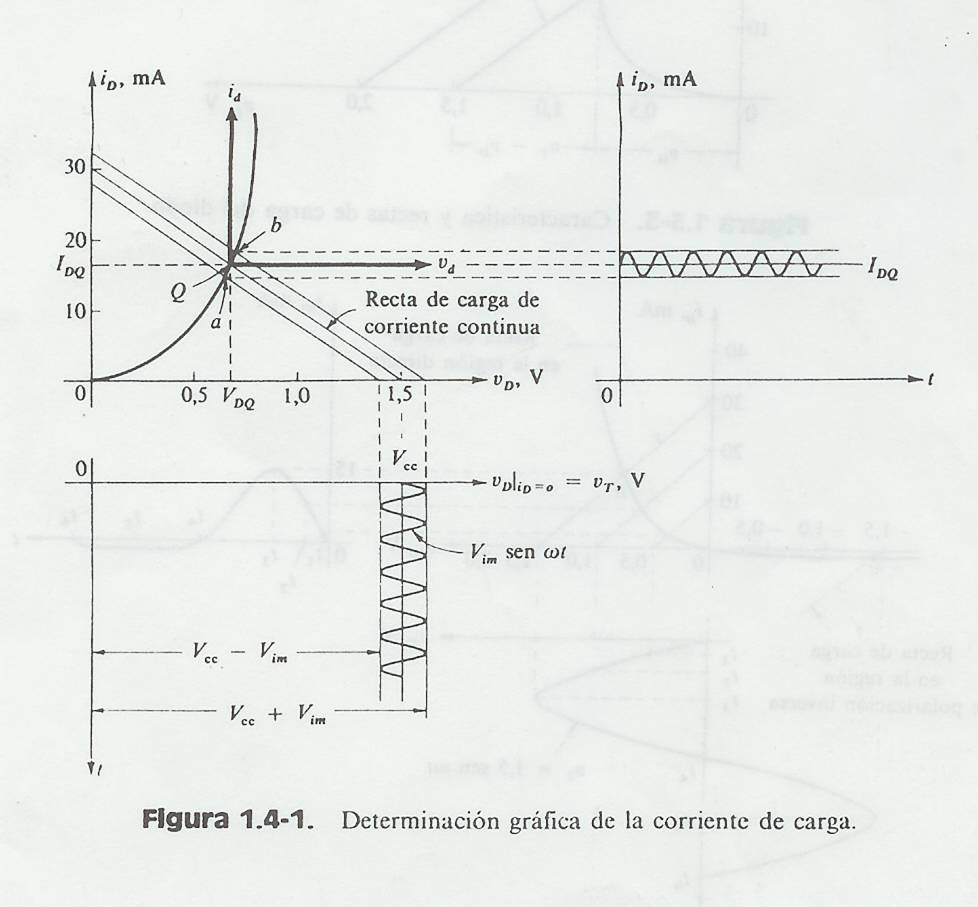 i_D, mA
i_d
30
20
I_DQ
10
Q
a
b
v_d
Recta de carga de
corriente continua
0
0,5
V_DQ
1,0
1,5
v_D, V
i_D, mA
I_DQ
0
t
0
V_cc
v_D|i_D=o = v_T, V
V_im sen ωt
V_cc − V_im
V_cc + V_im
t
Figura 1.4-1. Determinación gráfica de la corriente de carga.